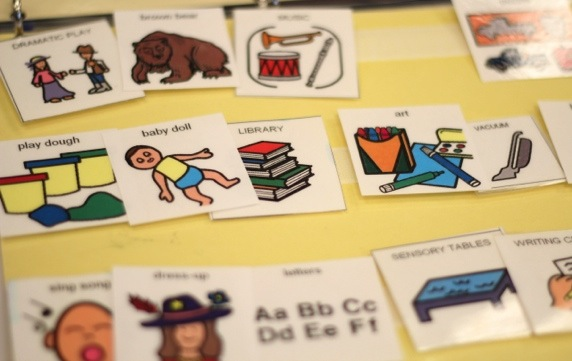 DRAMATIC PLAY
brown bear
MUSIC
play dough
baby doll
LIBRARY
art
VACUUM
sing song
dress-up
letters
Aa Bb Cc
Dd Ee Ff
SENSORY TABLES
WRITING C